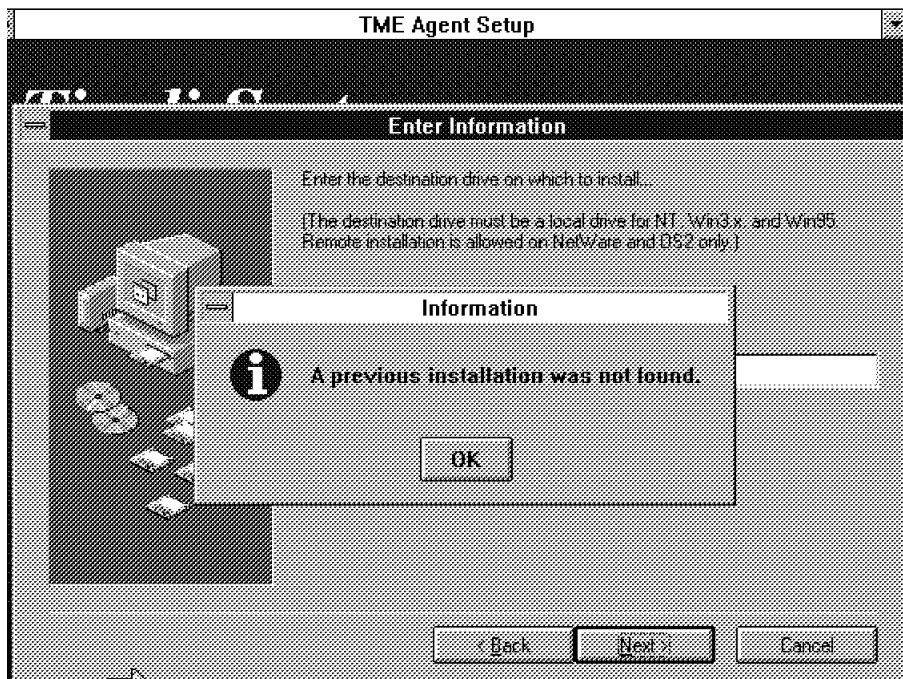 TME Agent Setup
Enter Information
Enter the destination drive on which to install...
(The destination drive must be a local drive for NT, Win3.x, and Win95.
Remote installation is allowed on NetWare and OS2 only.)
Information
A previous installation was not found.
OK
< Back
Next >
Cancel